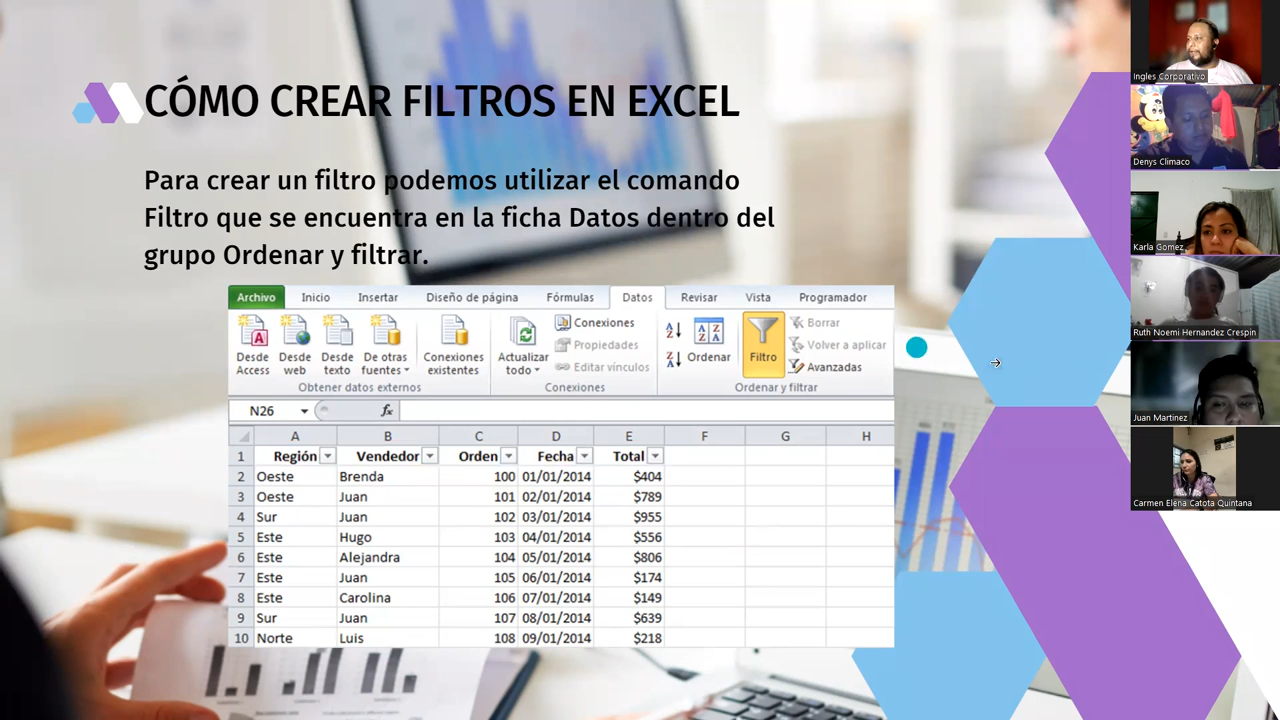 CÓMO CREAR FILTROS EN EXCEL
Para crear un filtro podemos utilizar el comando
Filtro que se encuentra en la ficha Datos dentro del
grupo Ordenar y filtrar.
Archivo Inicio Insertar Diseño de página Fórmulas Datos Revisar Vista Programador
Desde Access
Desde web
Desde texto
De otras fuentes
Conexiones existentes
Obtener datos externos
Actualizar todo
Conexiones
Propiedades
Editar vínculos
Conexiones
Ordenar
Filtro
Borrar
Volver a aplicar
Avanzadas
Ordenar y filtrar
N26 fx
A B C D E F G H
1 Región Vendedor Orden Fecha Total
2 Oeste Brenda 100 01/01/2014 $404
3 Oeste Juan 101 02/01/2014 $789
4 Sur Juan 102 03/01/2014 $955
5 Este Hugo 103 04/01/2014 $556
6 Este Alejandra 104 05/01/2014 $806
7 Este Juan 105 06/01/2014 $174
8 Este Carolina 106 07/01/2014 $149
9 Sur Juan 107 08/01/2014 $639
10 Norte Luis 108 09/01/2014 $218
Ingles Corporativo
Denys Climaco
Karla Gomez
Ruth Noemi Hernandez Crespin
Juan Martinez
Carmen Elena Catota Quintana